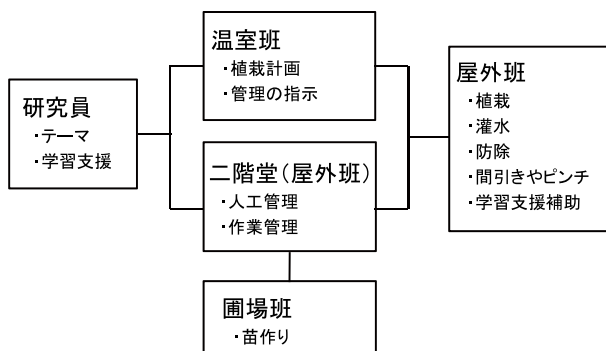 研究員
・テーマ
・学習支援
温室班
・植栽計画
・管理の指示
二階堂(屋外班)
・人工管理
・作業管理
圃場班
・苗作り
屋外班
・植栽
・灌水
・防除
・間引きやピンチ
・学習支援補助